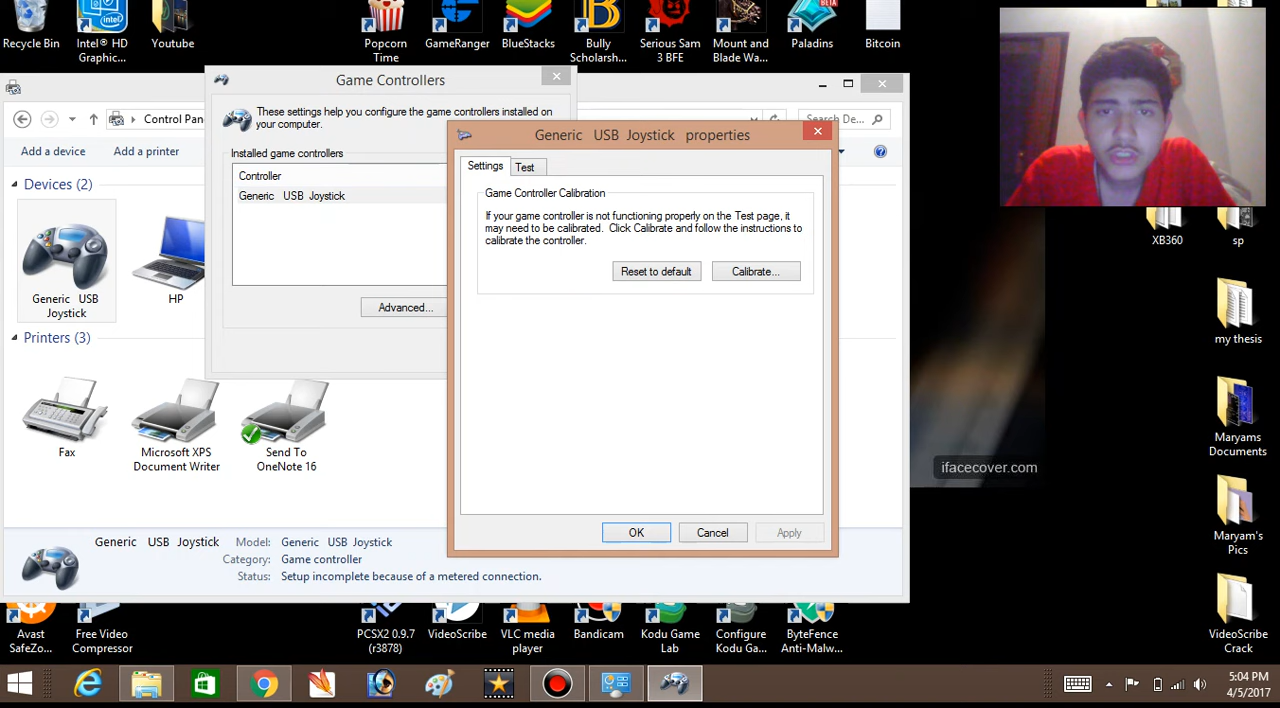 Recycle Bin
Intel® HD
Graphic...
Youtube
Popcorn
Time
GameRanger
BlueStacks
Bully
Scholarsh...
Serious Sam
3 BFE
Mount and
Blade Wa...
BETA
Paladins
Bitcoin
Game Controllers
These settings help you configure the game controllers installed on
your computer.
Installed game controllers
Controller
Generic USB Joystick
Advanced...
Control Pan
Search De...
Add a device
Add a printer
Devices (2)
Generic USB
Joystick
HP
Printers (3)
Fax
Microsoft XPS
Document Writer
Send To
OneNote 16
Generic USB Joystick
Model: Generic USB Joystick
Category: Game controller
Status: Setup incomplete because of a metered connection.
Generic USB Joystick properties
Settings
Test
Game Controller Calibration
If your game controller is not functioning properly on the Test page, it
may need to be calibrated. Click Calibrate and follow the instructions to
calibrate the controller.
Reset to default
Calibrate...
OK
Cancel
Apply
XB360
sp
my thesis
Maryams
Documents
Maryam's
Pics
VideoScribe
Crack
ifacecover.com
Avast
SafeZo...
Free Video
Compressor
PCSX2 0.9.7
(r3878)
VideoScribe
VLC media
player
Bandicam
Kodu Game
Lab
Configure
Kodu Ga...
ByteFence
Anti-Malw...
5:04 PM
4/5/2017